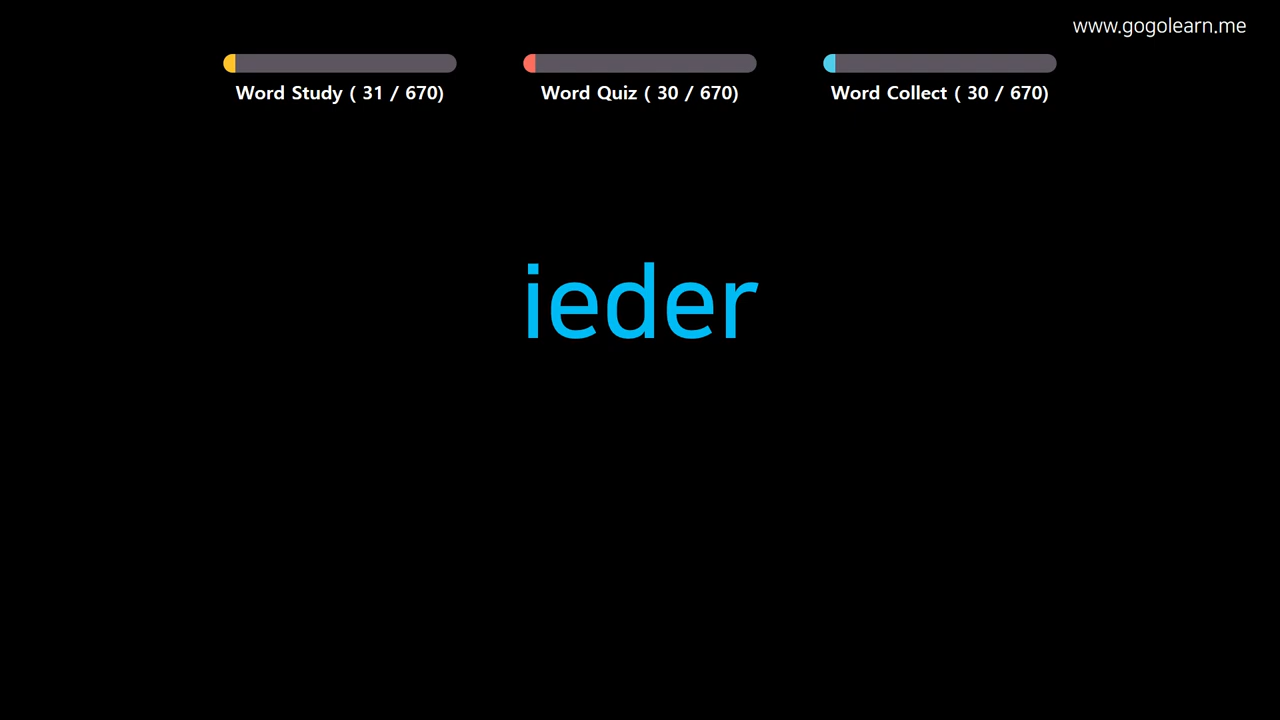 www.gogolearn.me
Word Study ( 31 / 670)
Word Quiz ( 30 / 670)
Word Collect ( 30 / 670)
ieder